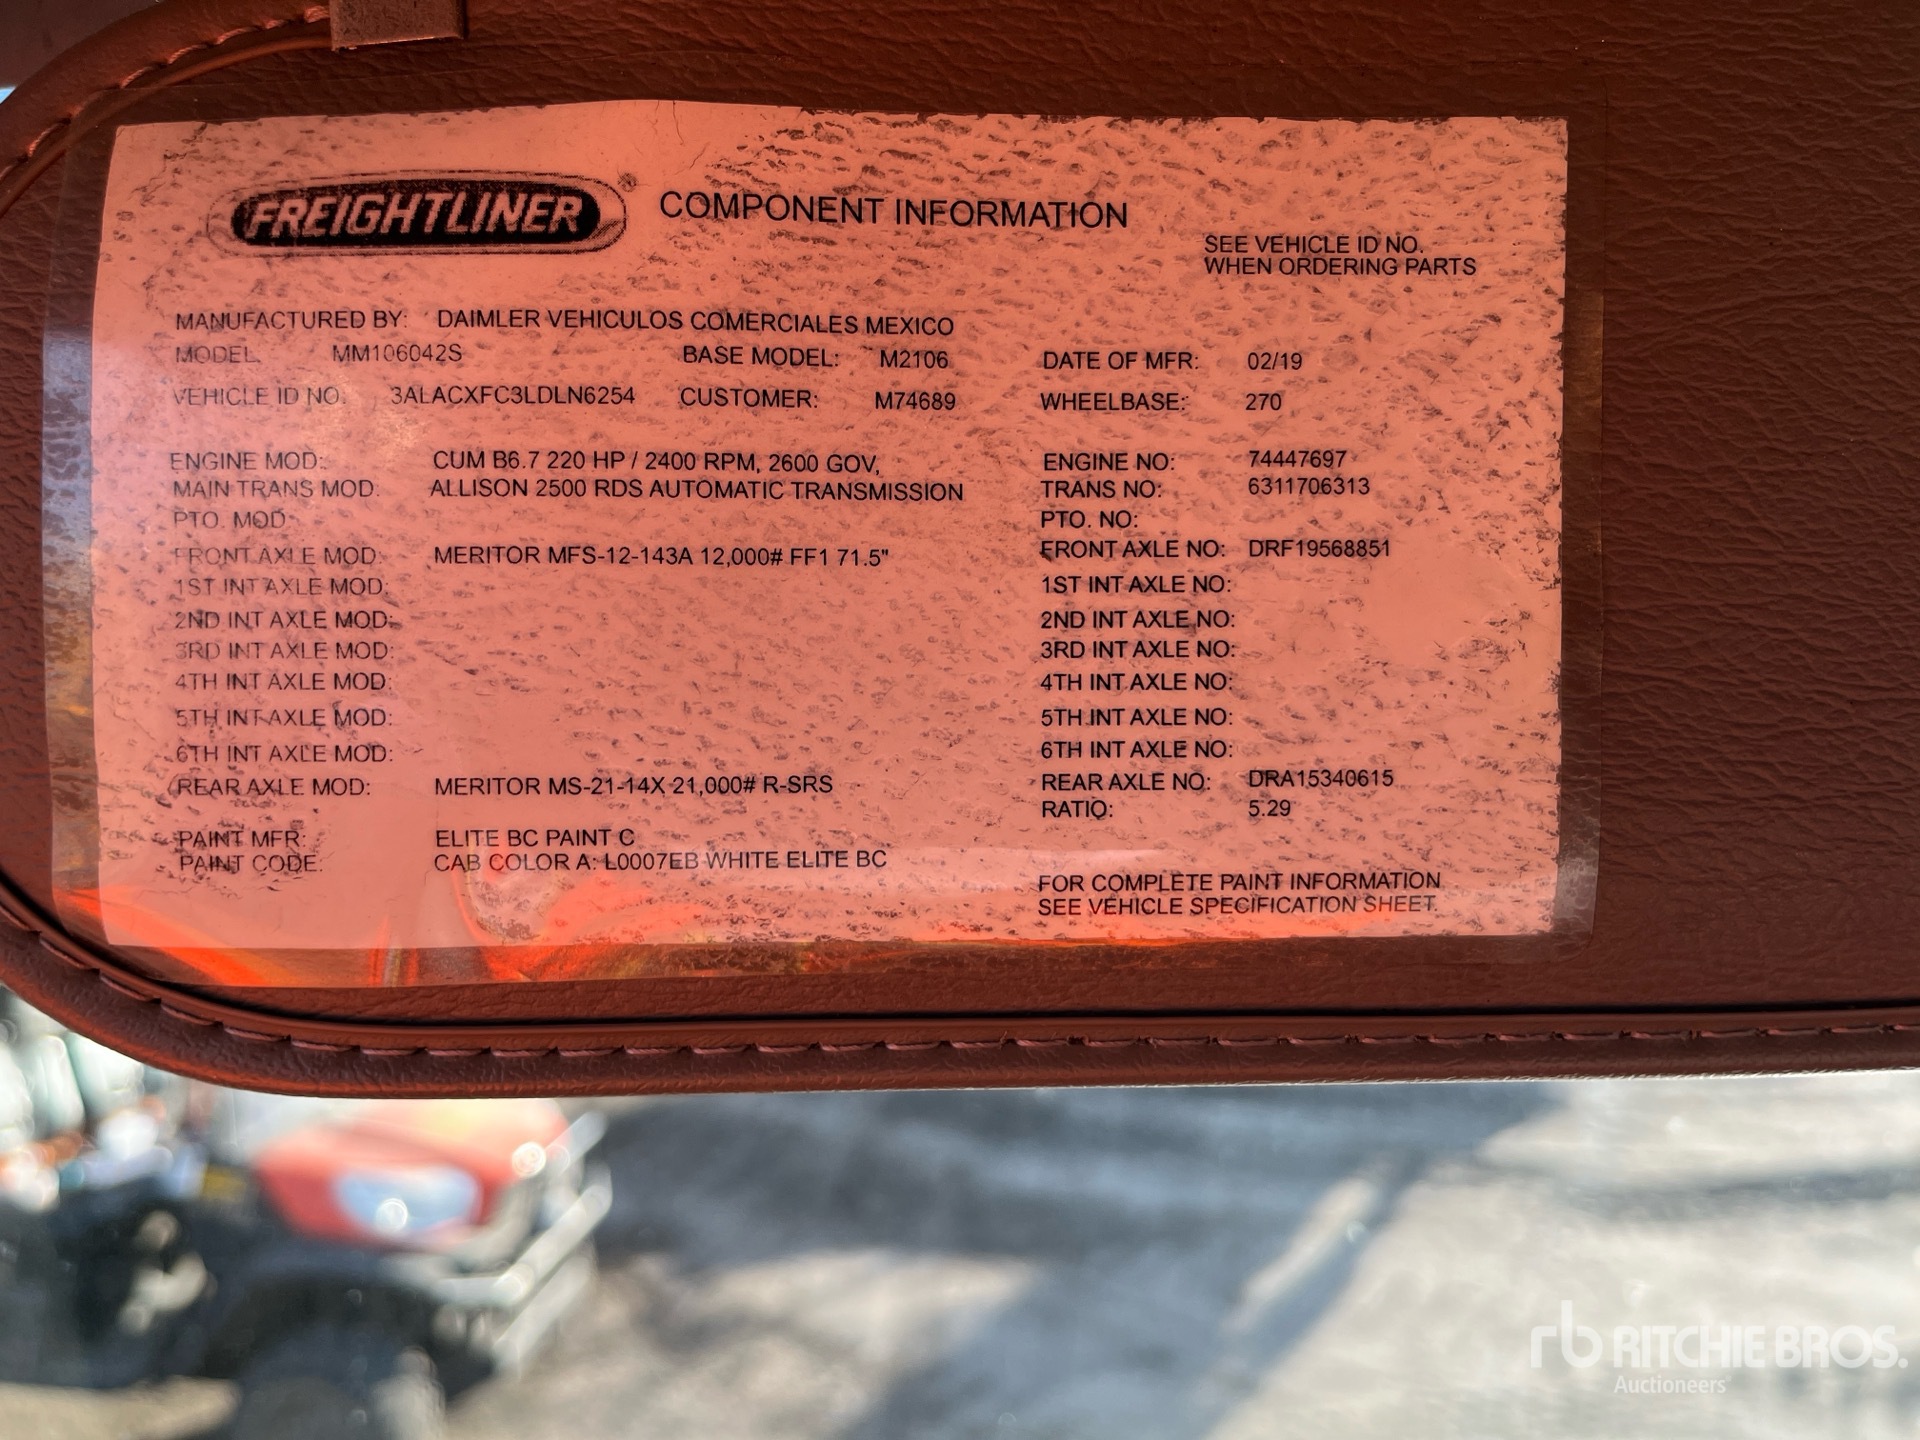 FREIGHTLINER® COMPONENT INFORMATION
SEE VEHICLE ID NO.
WHEN ORDERING PARTS
MANUFACTURED BY: DAIMLER VEHICULOS COMERCIALES MEXICO
MODEL: MM106042S BASE MODEL: M2106 DATE OF MFR: 02/19
VEHICLE ID NO. 3ALACXFC3LDLN6254 CUSTOMER: M74689 WHEELBASE: 270
ENGINE MOD: CUM B6.7 220 HP / 2400 RPM, 2600 GOV, ENGINE NO: 74447697
MAIN TRANS MOD: ALLISON 2500 RDS AUTOMATIC TRANSMISSION TRANS NO: 6311706313
PTO. MOD: PTO. NO:
FRONT AXLE MOD: MERITOR MFS-12-143A 12,000# FF1 71.5" FRONT AXLE NO: DRF19568851
1ST INT AXLE MOD: 1ST INT AXLE NO:
2ND INT AXLE MOD: 2ND INT AXLE NO:
3RD INT AXLE MOD: 3RD INT AXLE NO:
4TH INT AXLE MOD: 4TH INT AXLE NO:
5TH INT AXLE MOD: 5TH INT AXLE NO:
6TH INT AXLE MOD: 6TH INT AXLE NO:
REAR AXLE MOD: MERITOR MS-21-14X 21,000# R-SRS REAR AXLE NO: DRA15340615
RATIO: 5.29
PAINT MFR: ELITE BC PAINT C
PAINT CODE: CAB COLOR A: L0007EB WHITE ELITE BC
FOR COMPLETE PAINT INFORMATION
SEE VEHICLE SPECIFICATION SHEET.
rb RITCHIE BROS.
Auctioneers